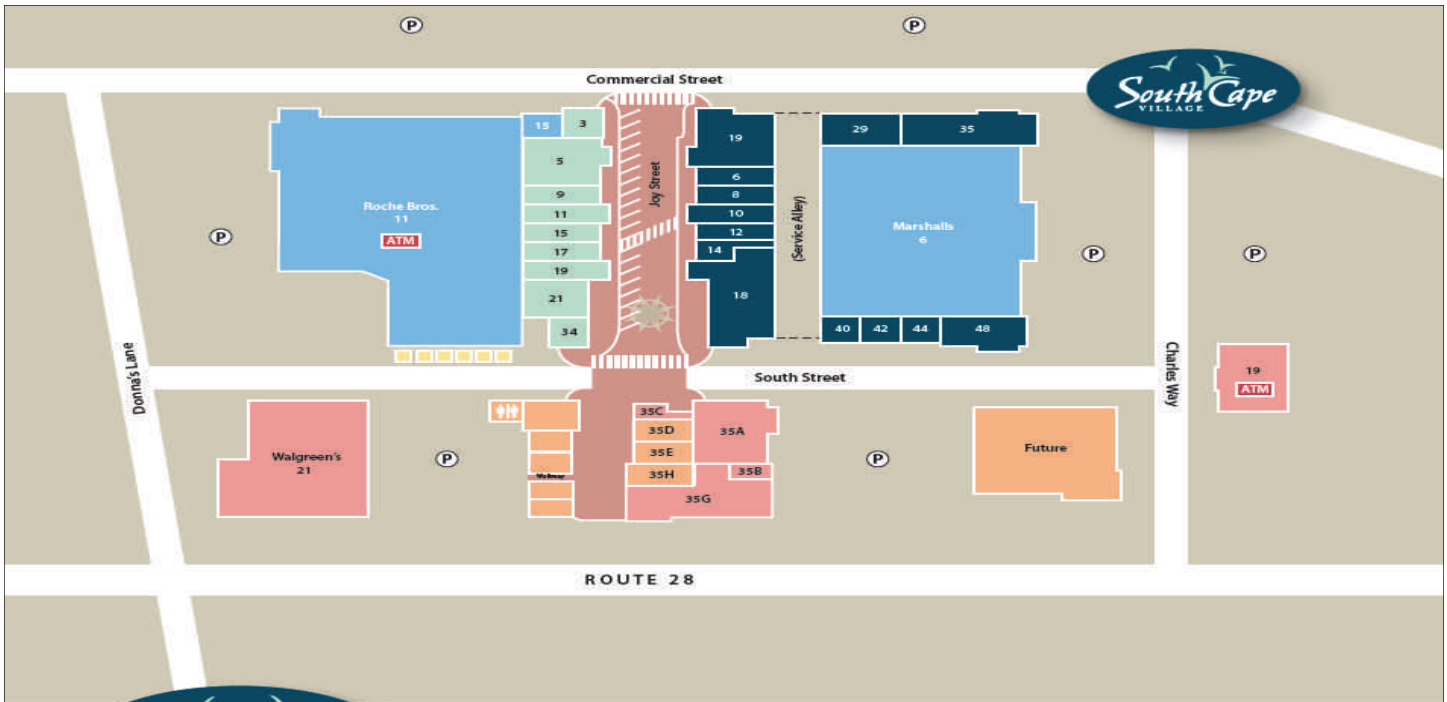 P
P
Commercial Street
South Cape
VILLAGE
15
3
19
29
35
5
Joy Street
6
9
8
Roche Bros.
11
11
10
(Service Alley)
Marshalls
6
ATM
P
15
12
17
14
P
P
19
21
18
34
40
42
44
48
Donna's Lane
South Street
Charles Way
19
ATM
35C
35D
35A
Walgreen's
21
P
35E
P
Future
35H
35B
Walkway
35G
ROUTE 28